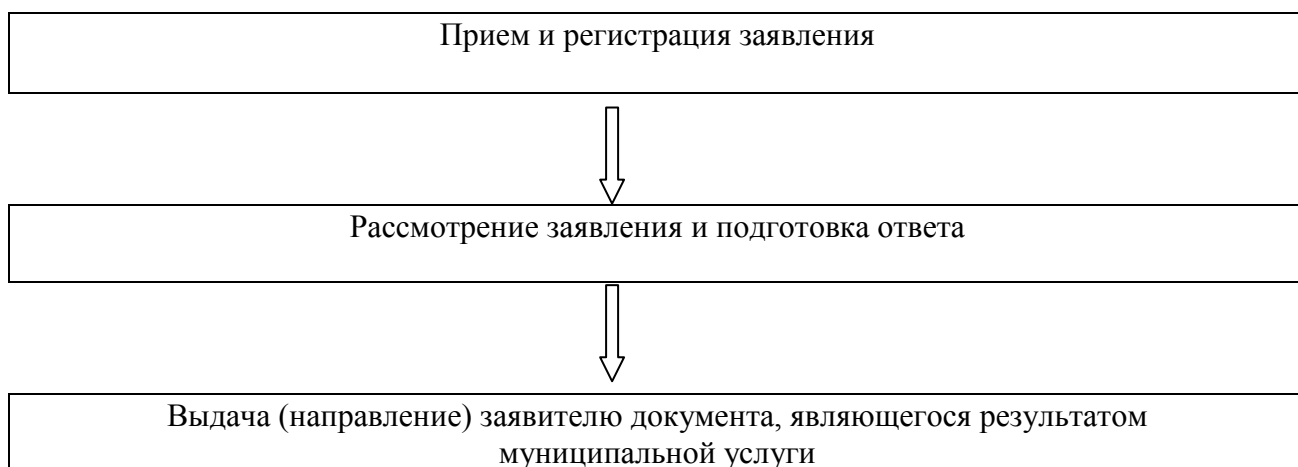 Прием и регистрация заявления
Рассмотрение заявления и подготовка ответа
Выдача (направление) заявителю документа, являющегося результатом
муниципальной услуги